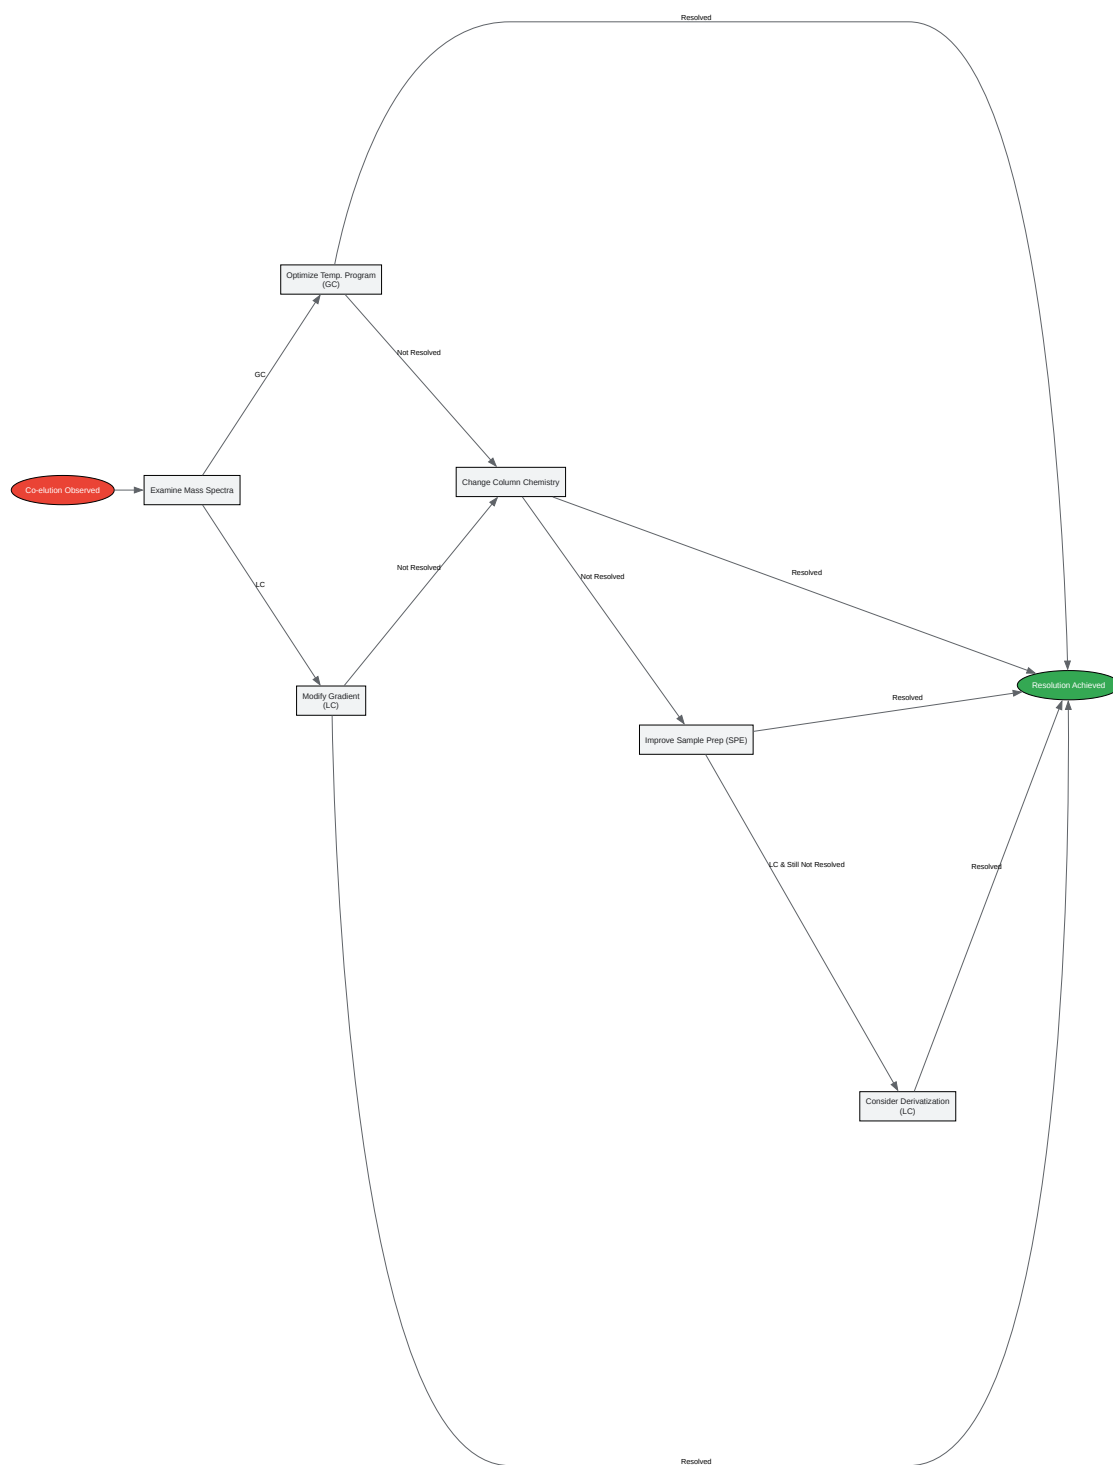 Resolved
Optimize Temp. Program
(GC)
Not Resolved
GC
Co-elution Observed
Examine Mass Spectra
Change Column Chemistry
Not Resolved
LC
Not Resolved
Resolved
Modify Gradient
(LC)
Resolution Achieved
Resolved
Improve Sample Prep (SPE)
LC & Still Not Resolved
Resolved
Consider Derivatization
(LC)
Resolved